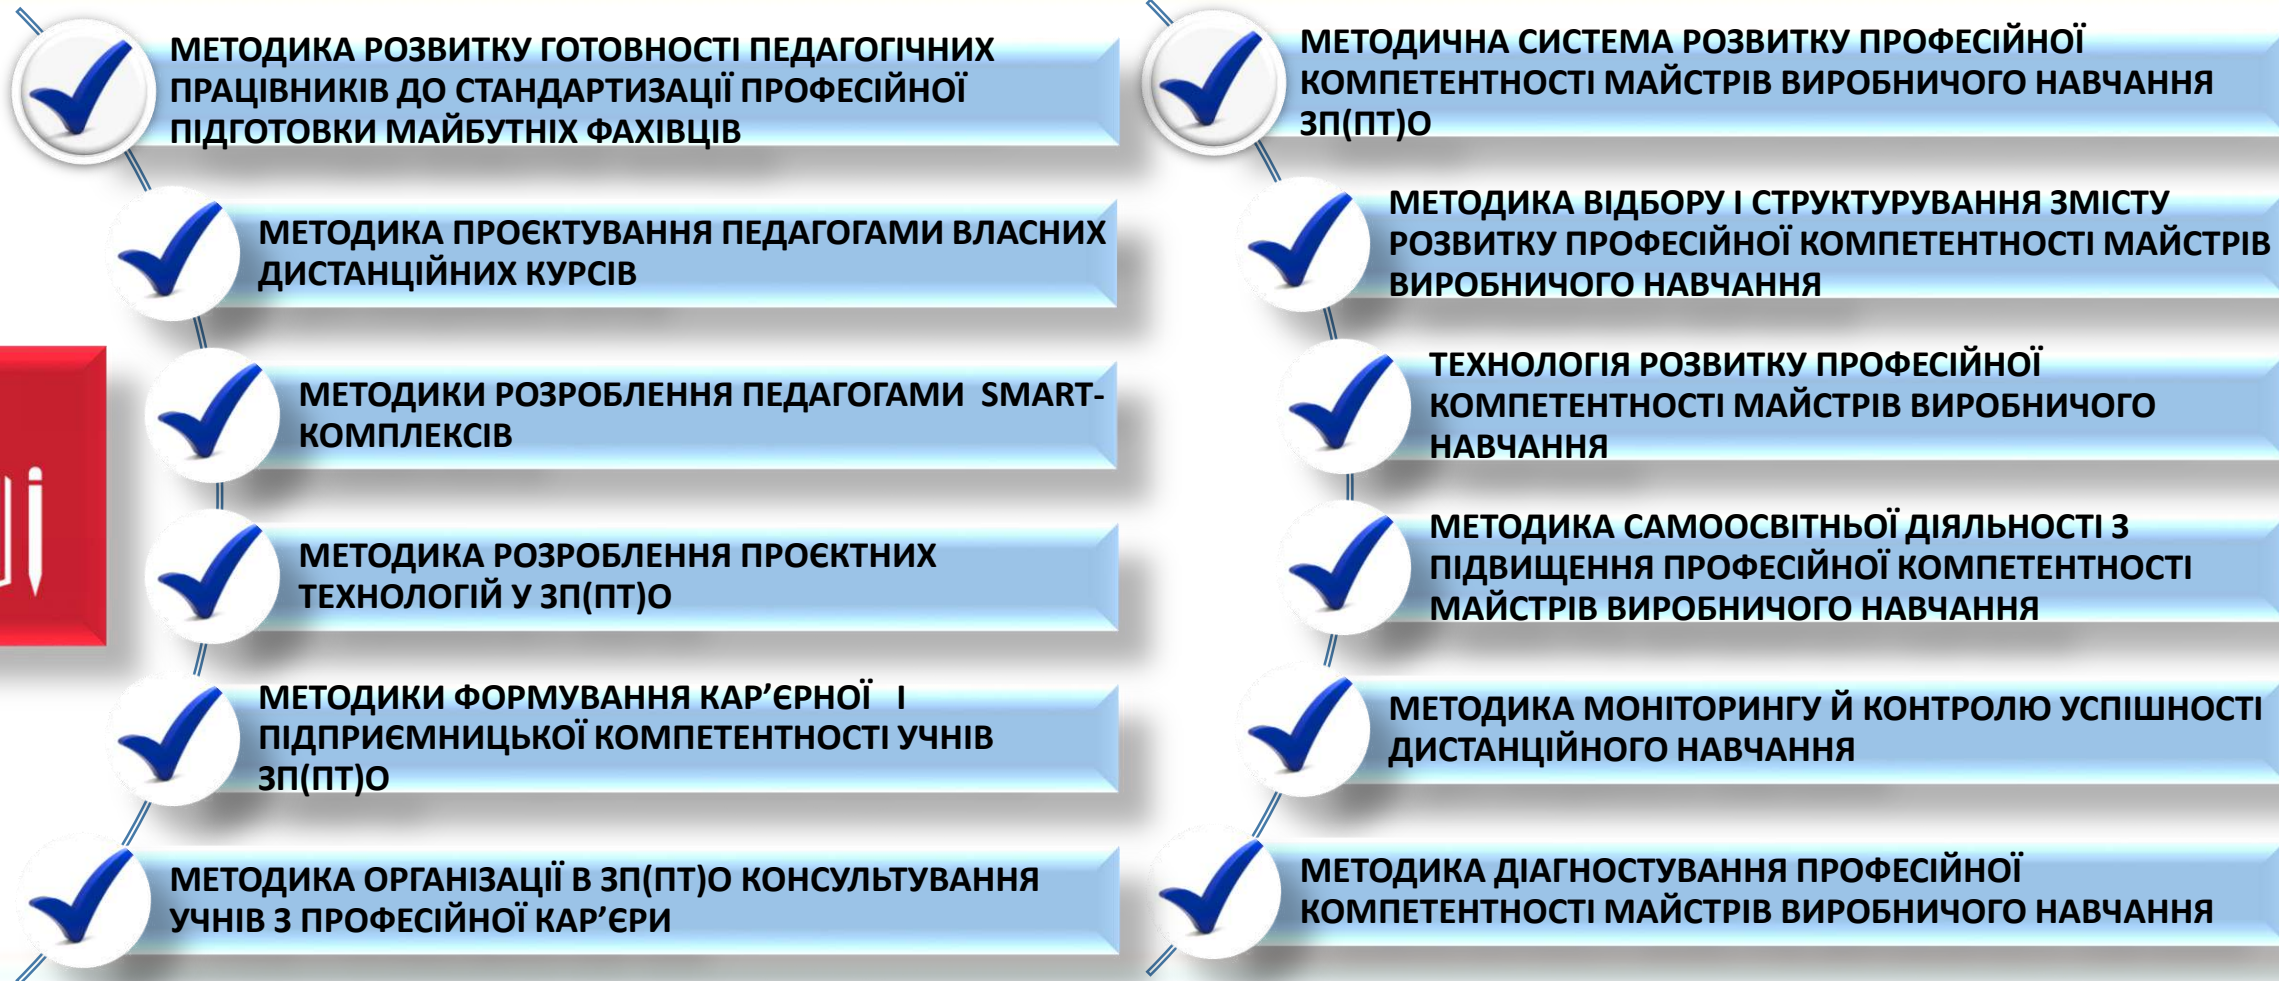 МЕТОДИКА РОЗВИТКУ ГОТОВНОСТІ ПЕДАГОГІЧНИХ
ПРАЦІВНИКІВ ДО СТАНДАРТИЗАЦІЇ ПРОФЕСІЙНОЇ
ПІДГОТОВКИ МАЙБУТНІХ ФАХІВЦІВ
МЕТОДИКА ПРОЄКТУВАННЯ ПЕДАГОГАМИ ВЛАСНИХ
ДИСТАНЦІЙНИХ КУРСІВ
МЕТОДИКИ РОЗРОБЛЕННЯ ПЕДАГОГАМИ SMART-
КОМПЛЕКСІВ
МЕТОДИКА РОЗРОБЛЕННЯ ПРОЄКТНИХ
ТЕХНОЛОГІЙ У ЗП(ПТ)О
МЕТОДИКИ ФОРМУВАННЯ КАР’ЄРНОЇ І
ПІДПРИЄМНИЦЬКОЇ КОМПЕТЕНТНОСТІ УЧНІВ
ЗП(ПТ)О
МЕТОДИКА ОРГАНІЗАЦІЇ В ЗП(ПТ)О КОНСУЛЬТУВАННЯ
УЧНІВ З ПРОФЕСІЙНОЇ КАР’ЄРИ
МЕТОДИЧНА СИСТЕМА РОЗВИТКУ ПРОФЕСІЙНОЇ
КОМПЕТЕНТНОСТІ МАЙСТРІВ ВИРОБНИЧОГО НАВЧАННЯ
ЗП(ПТ)О
МЕТОДИКА ВІДБОРУ І СТРУКТУРУВАННЯ ЗМІСТУ
РОЗВИТКУ ПРОФЕСІЙНОЇ КОМПЕТЕНТНОСТІ МАЙСТРІВ
ВИРОБНИЧОГО НАВЧАННЯ
ТЕХНОЛОГІЯ РОЗВИТКУ ПРОФЕСІЙНОЇ
КОМПЕТЕНТНОСТІ МАЙСТРІВ ВИРОБНИЧОГО
НАВЧАННЯ
МЕТОДИКА САМООСВІТНЬОЇ ДІЯЛЬНОСТІ З
ПІДВИЩЕННЯ ПРОФЕСІЙНОЇ КОМПЕТЕНТНОСТІ
МАЙСТРІВ ВИРОБНИЧОГО НАВЧАННЯ
МЕТОДИКА МОНІТОРИНГУ Й КОНТРОЛЮ УСПІШНОСТІ
ДИСТАНЦІЙНОГО НАВЧАННЯ
МЕТОДИКА ДІАГНОСТУВАННЯ ПРОФЕСІЙНОЇ
КОМПЕТЕНТНОСТІ МАЙСТРІВ ВИРОБНИЧОГО НАВЧАННЯ